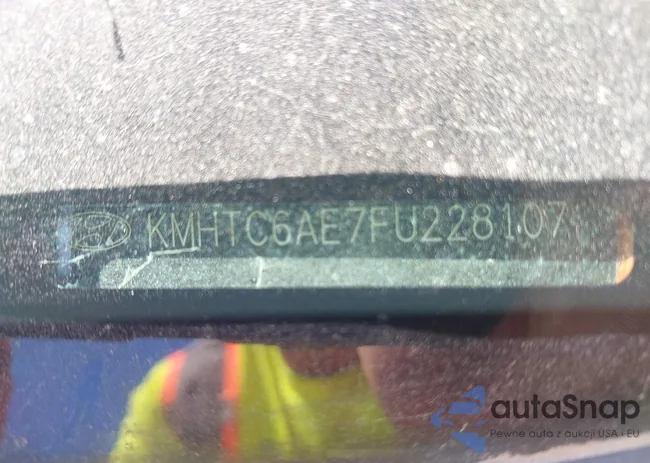 KMHTC6AE7FU228107
autaSnap
Pewne auta z aukcji USA i EU